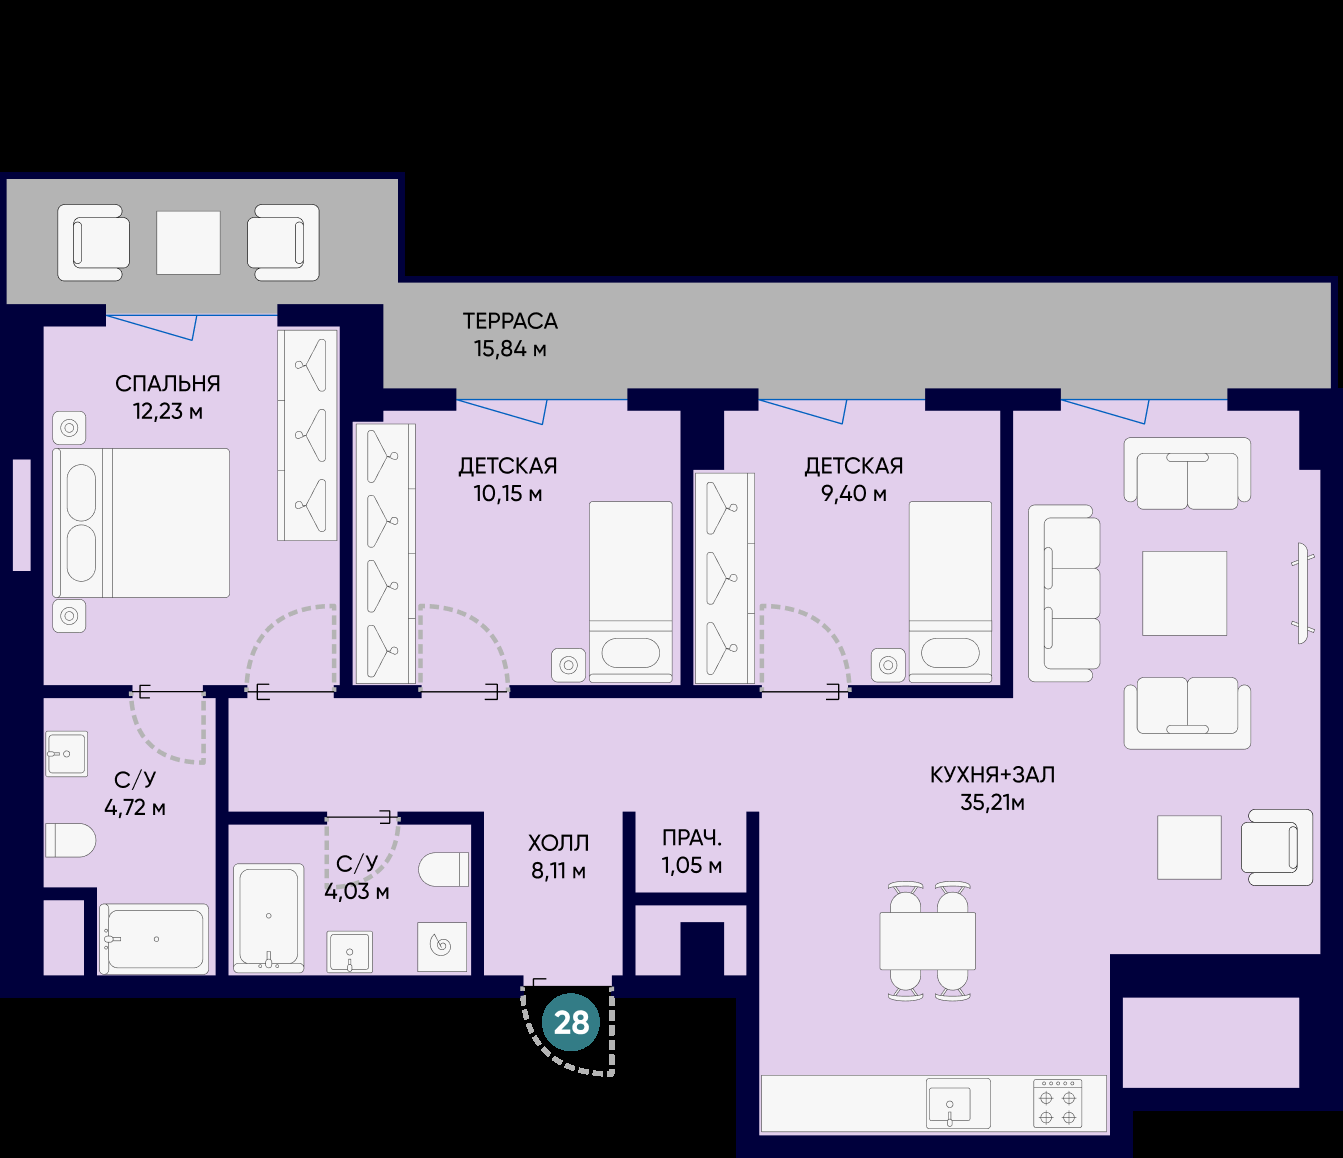 ТЕРРАСА
15,84 м
СПАЛЬНЯ
12,23 м
ДЕТСКАЯ
10,15 м
ДЕТСКАЯ
9,40 м
С/У
4,72 м
КУХНЯ+ЗАЛ
35,21м
ХОЛЛ
8,11 м
ПРАЧ.
1,05 м
С/У
4,03 м
28